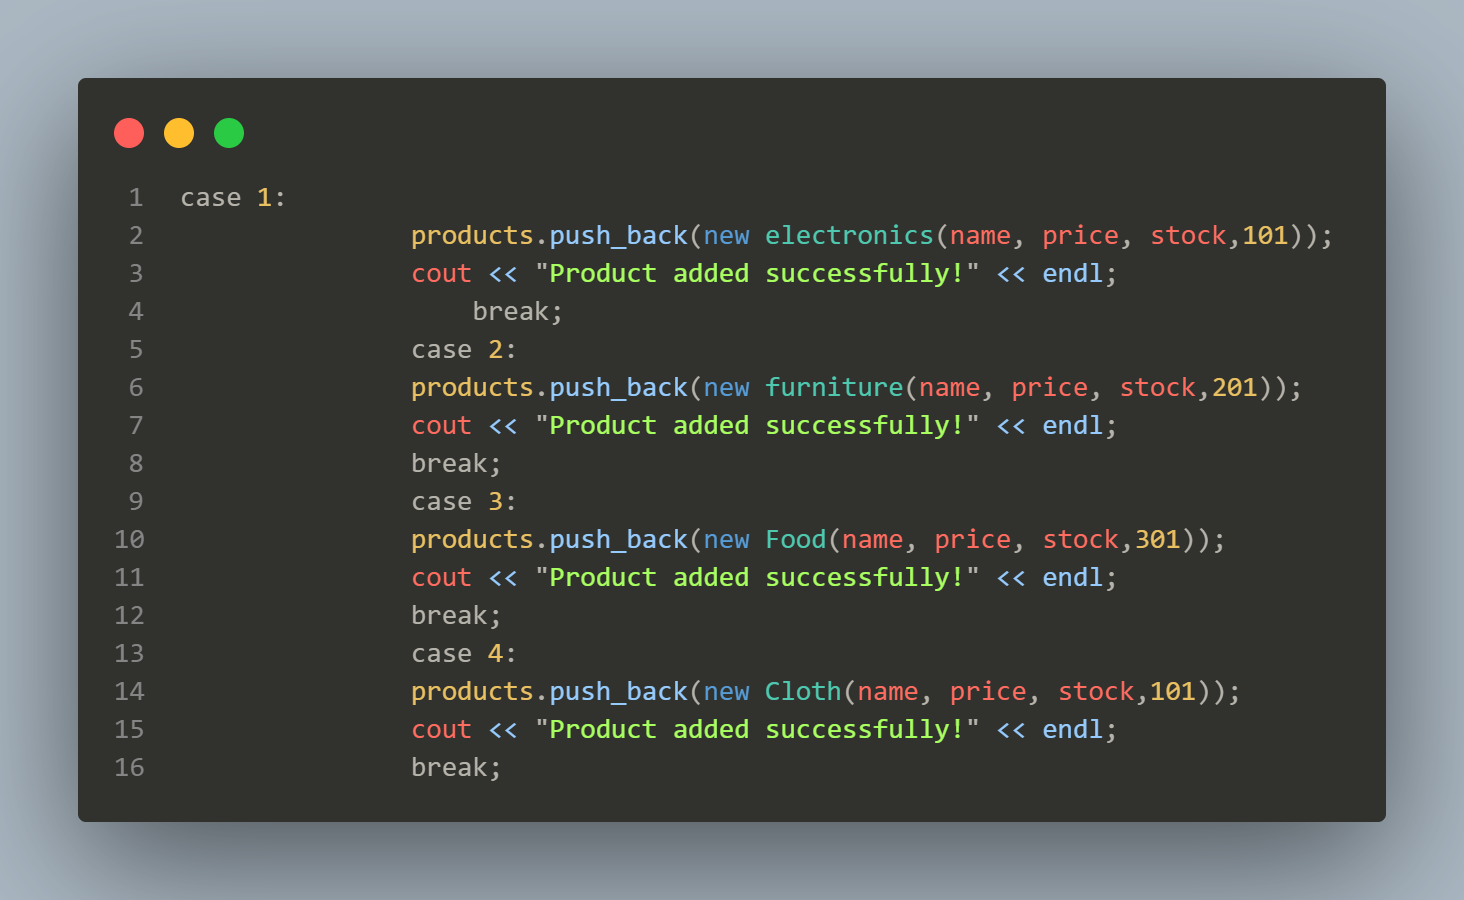 1 case 1:
2 products.push_back(new electronics(name, price, stock,101));
3 cout << "Product added successfully!" << endl;
4 break;
5 case 2:
6 products.push_back(new furniture(name, price, stock,201));
7 cout << "Product added successfully!" << endl;
8 break;
9 case 3:
10 products.push_back(new Food(name, price, stock,301));
11 cout << "Product added successfully!" << endl;
12 break;
13 case 4:
14 products.push_back(new Cloth(name, price, stock,101));
15 cout << "Product added successfully!" << endl;
16 break;